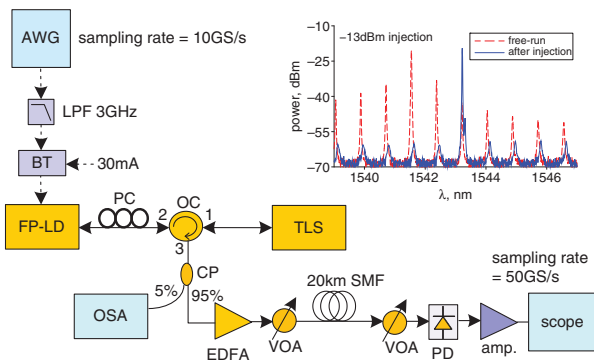 AWG
sampling rate = 10GS/s
LPF 3GHz
BT
30mA
FP-LD
PC
OC
2
1
3
TLS
CP
5%
95%
OSA
EDFA
VOA
20km SMF
VOA
PD
amp.
sampling rate
= 50GS/s
scope
−13dBm injection
free-run
after injection
power, dBm
−10
−25
−40
−55
−70
1540
1542
1544
1546
λ, nm